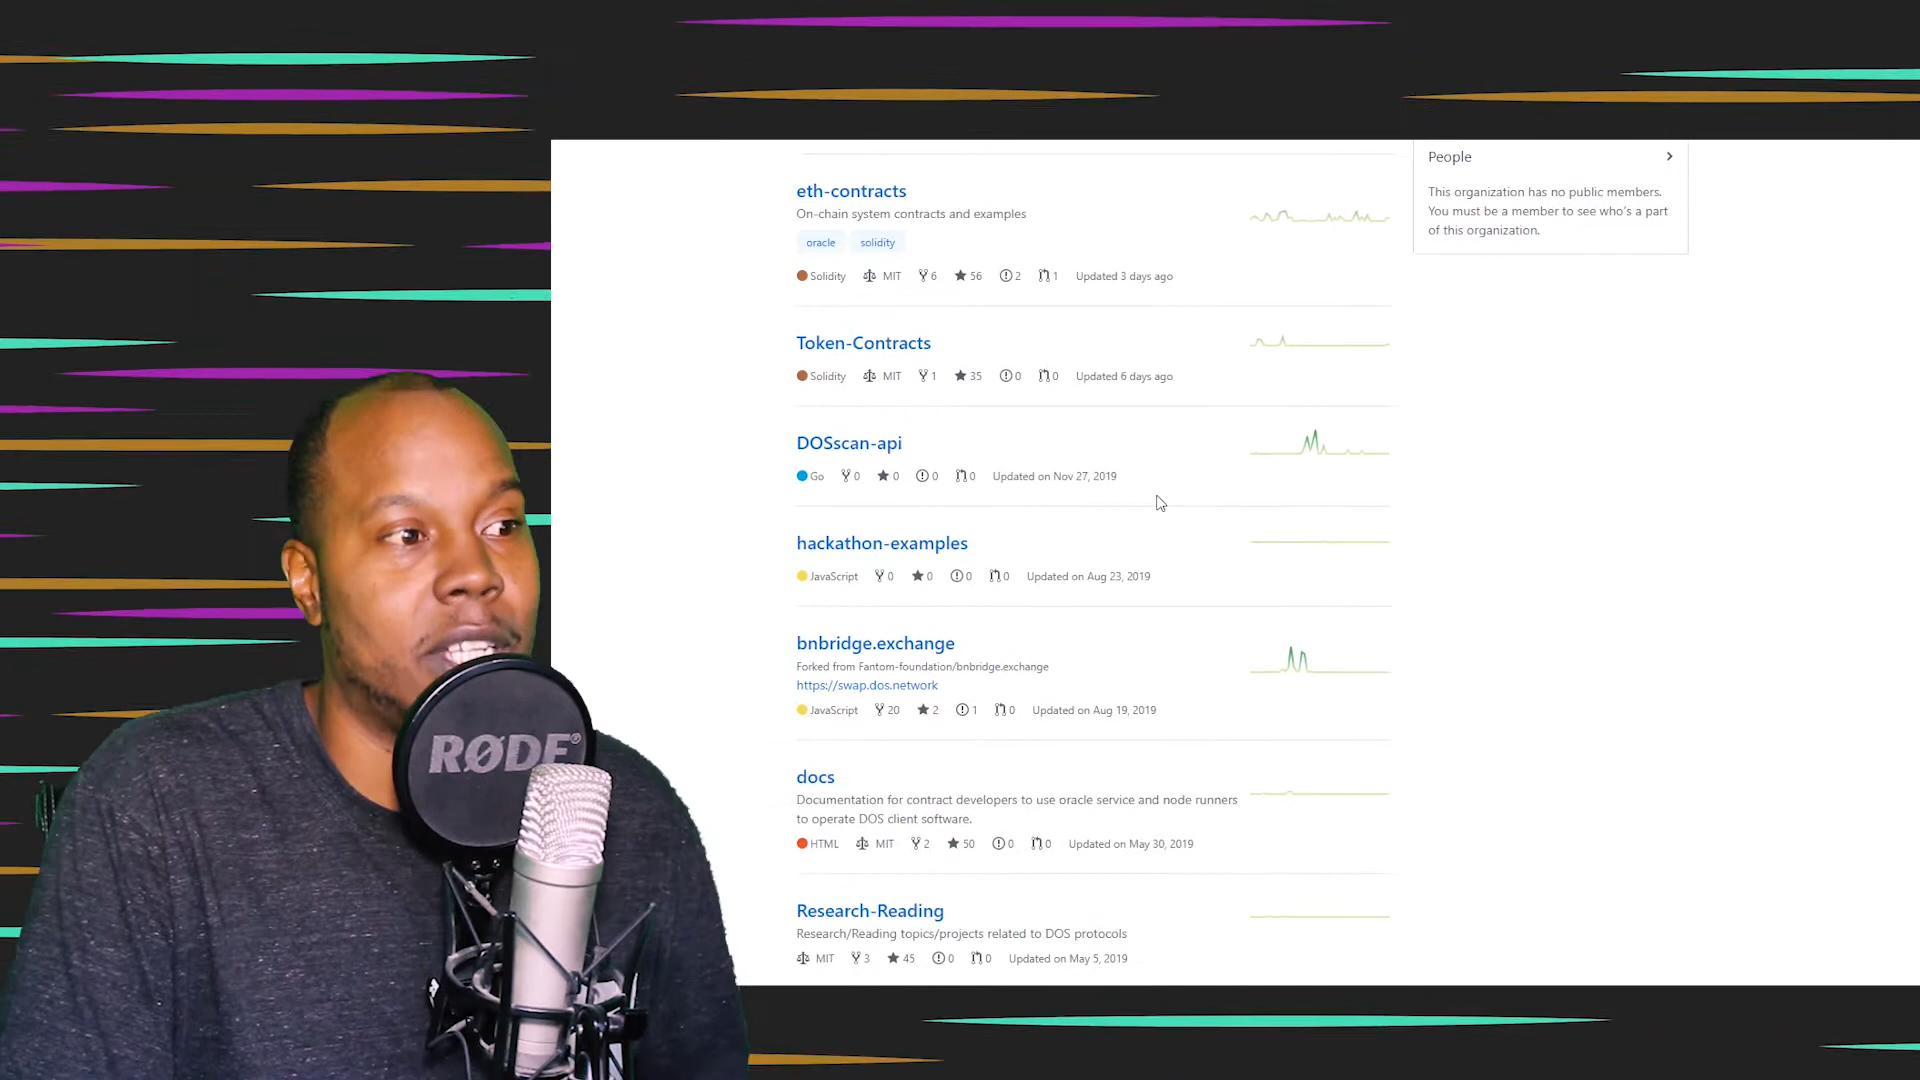 People
This organization has no public members.
You must be a member to see who's a part
of this organization.
eth-contracts
On-chain system contracts and examples
oracle solidity
Solidity MIT 6 56 2 1 Updated 3 days ago
Token-Contracts
Solidity MIT 1 35 0 0 Updated 6 days ago
DOSscan-api
Go 0 0 0 0 Updated on Nov 27, 2019
hackathon-examples
JavaScript 0 0 0 0 Updated on Aug 23, 2019
bnbridge.exchange
Forked from Fantom-foundation/bnbridge.exchange
https://swap.dos.network
JavaScript 20 2 1 0 Updated on Aug 19, 2019
docs
Documentation for contract developers to use oracle service and node runners
to operate DOS client software.
HTML MIT 2 50 0 0 Updated on May 30, 2019
Research-Reading
Research/Reading topics/projects related to DOS protocols
MIT 3 45 0 0 Updated on May 5, 2019
RØDE®